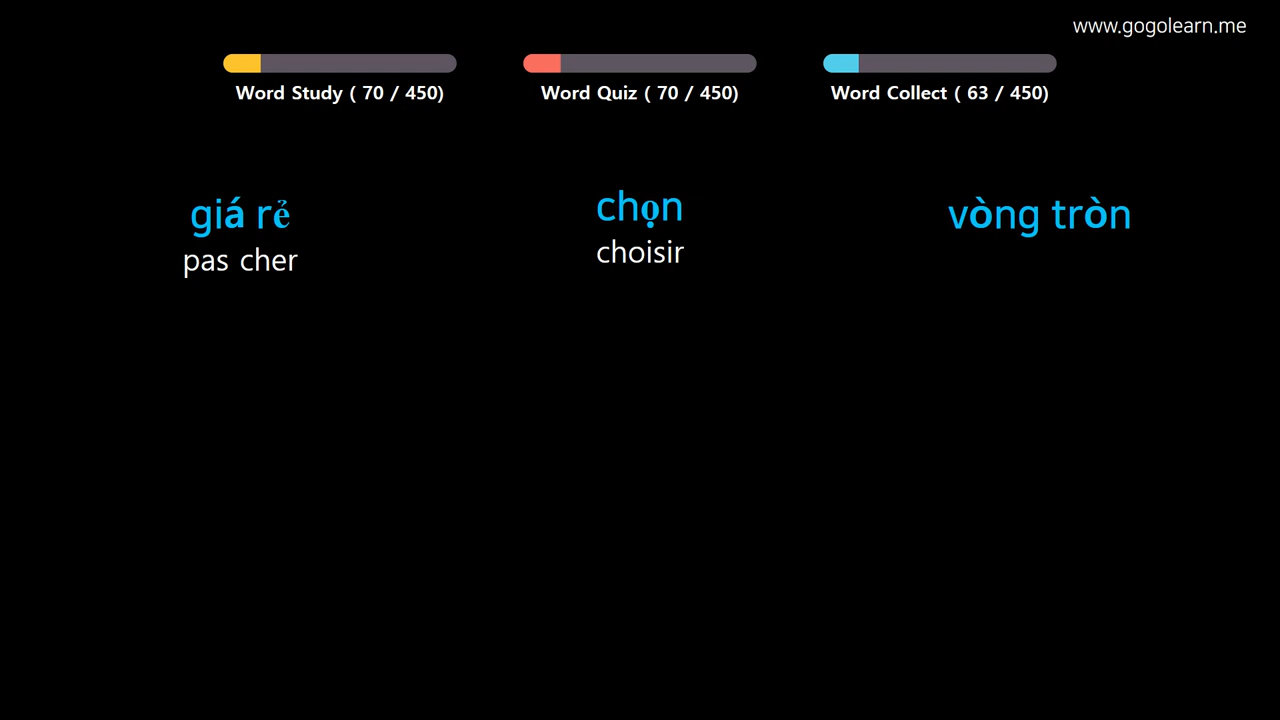 www.gogolearn.me
Word Study ( 70 / 450)
Word Quiz ( 70 / 450)
Word Collect ( 63 / 450)
giá rẻ
pas cher
chọn
choisir
vòng tròn